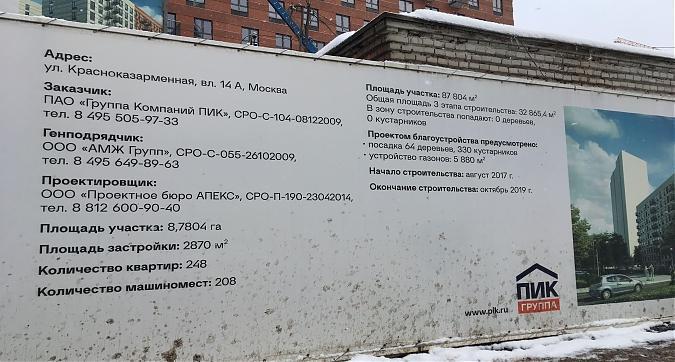 Адрес:
ул. Красноказарменная, вл. 14 А, Москва
Заказчик:
ПАО «Группа Компаний ПИК», СРО-С-104-08122009,
тел. 8 495 505-97-33
Генподрядчик:
ООО «АМЖ Групп», СРО-С-055-26102009,
тел. 8 495 649-89-63
Проектировщик:
ООО «Проектное бюро АПЕКС», СРО-П-190-23042014,
тел. 8 812 600-90-40
Площадь участка: 8,7804 га
Площадь застройки: 2870 м²
Количество квартир: 248
Количество машиномест: 208
Площадь участка: 87 804 м²
Общая площадь 3 этапа строительства: 32 865,4 м²
В зону строительства попадают: 0 деревьев,
0 кустарников
Проектом благоустройства предусмотрено:
• посадка 64 деревьев, 330 кустарников
• устройство газонов: 5 880 м²
Начало строительства: август 2017 г.
Окончание строительства: октябрь 2019 г.
www.pik.ru
ПИК
ГРУППА